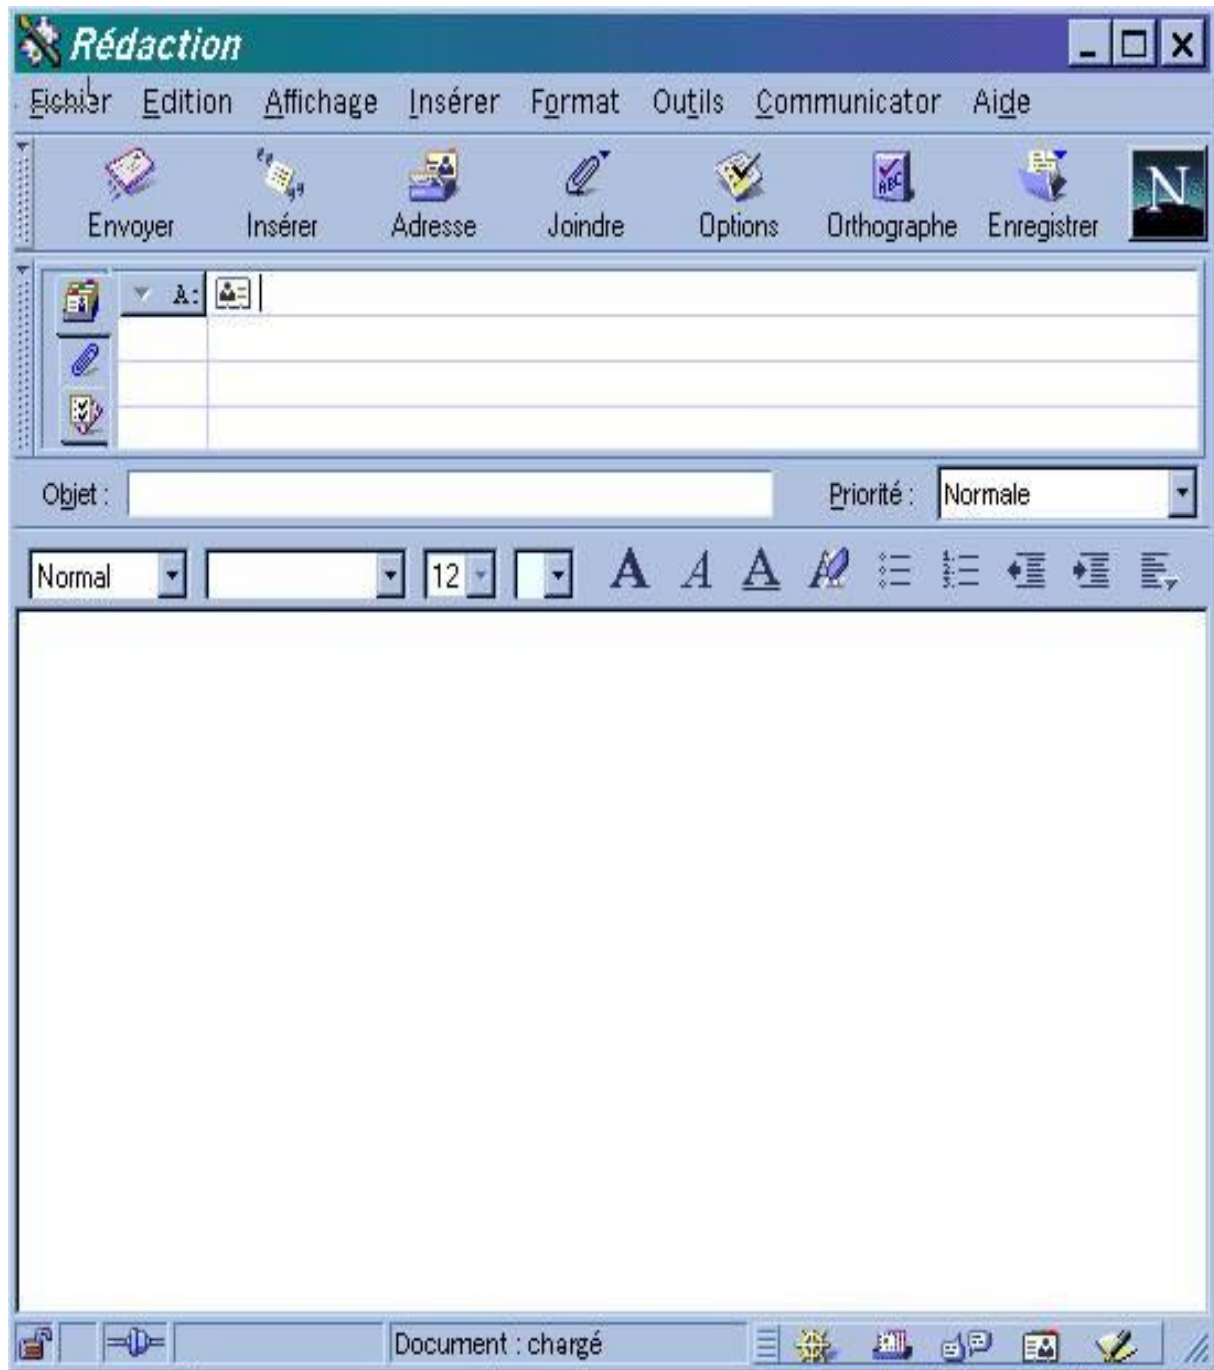 Rédaction
Fichier Edition Affichage Insérer Format Outils Communicator Aide
Envoyer Insérer Adresse Joindre Options Orthographe Enregistrer N
A:
Objet : Priorité : Normale
Normal 12 A A A
Document : chargé